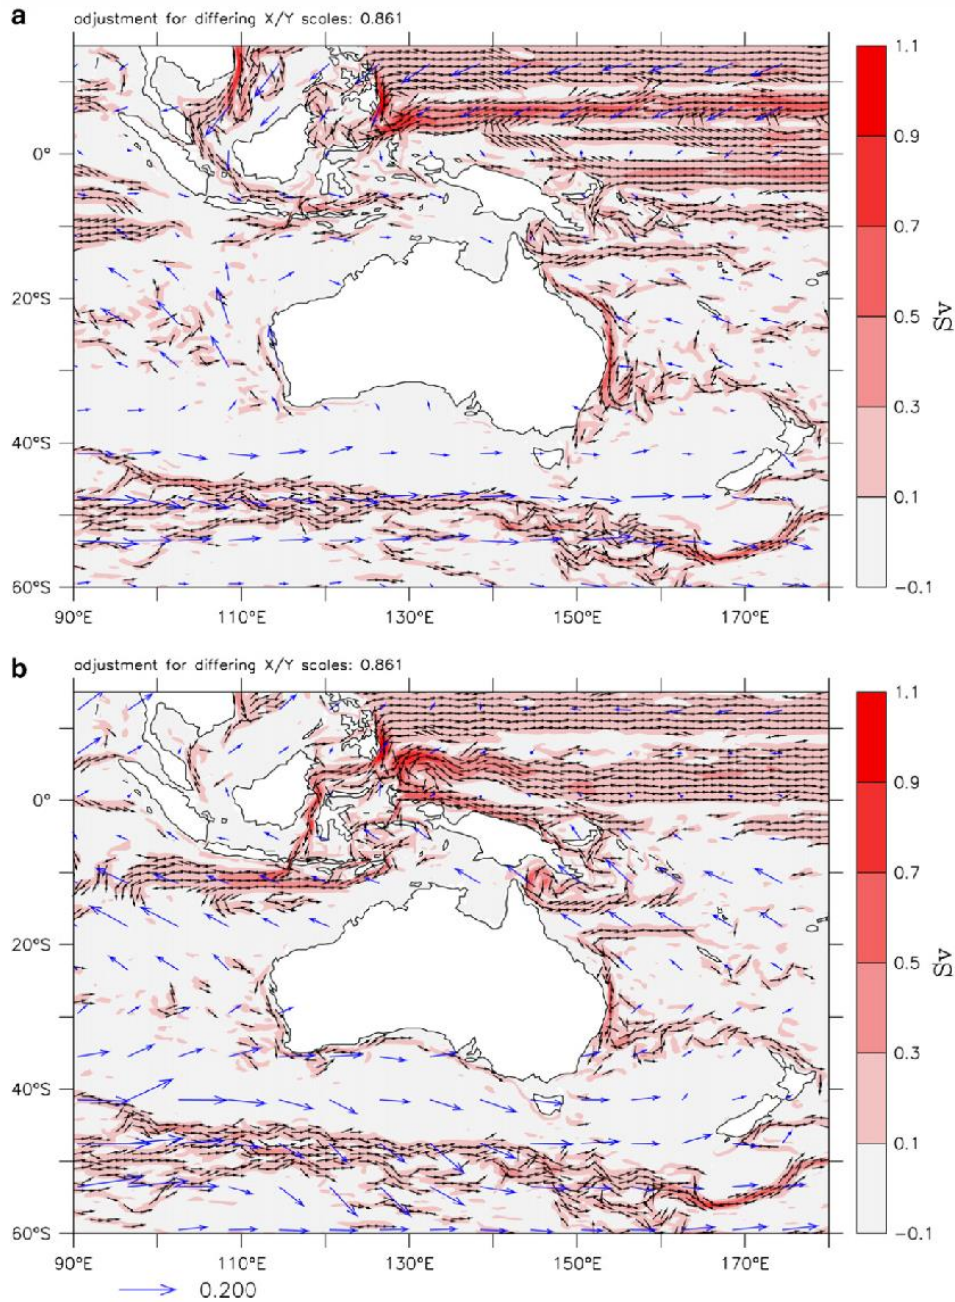 a
adjustment for differing X/Y scales: 0.861
0°
20°S
40°S
60°S
90°E 110°E 130°E 150°E 170°E
1.1
0.9
0.7
0.5
0.3
0.1
−0.1
Sv
b
adjustment for differing X/Y scales: 0.861
0°
20°S
40°S
60°S
90°E 110°E 130°E 150°E 170°E
1.1
0.9
0.7
0.5
0.3
0.1
−0.1
Sv
0.200